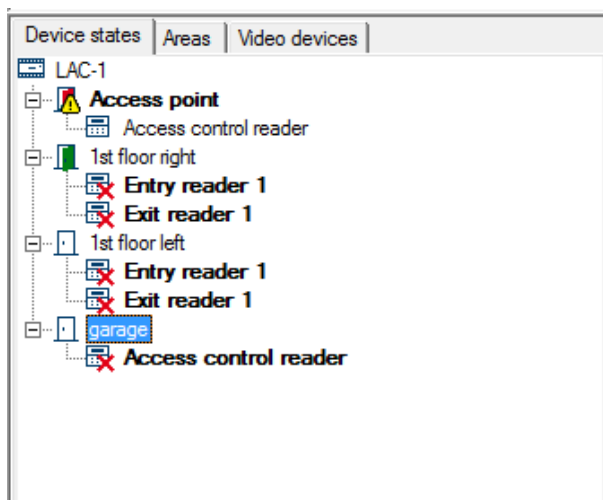 Device states Areas Video devices
LAC-1
Access point
Access control reader
1st floor right
Entry reader 1
Exit reader 1
1st floor left
Entry reader 1
Exit reader 1
garage
Access control reader